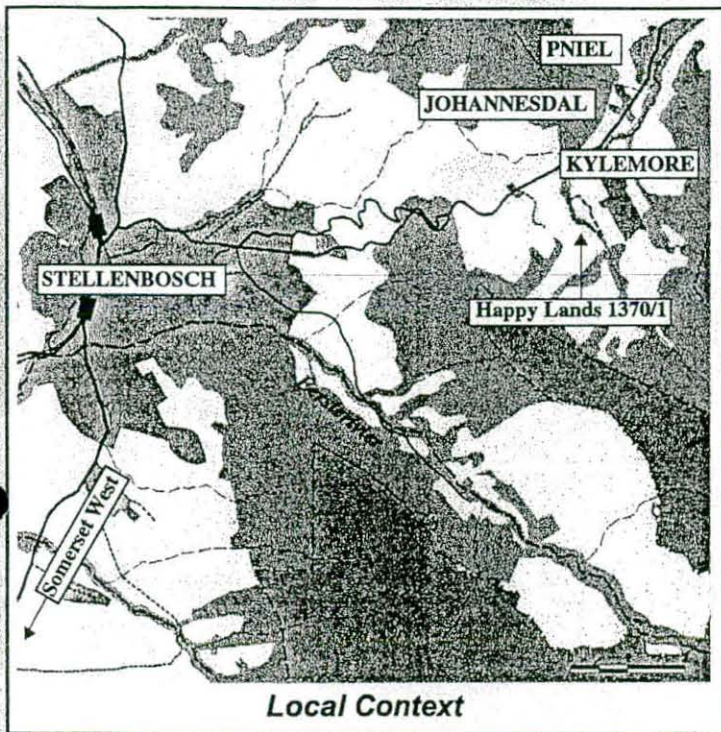 PNIEL
JOHANNESDAL
KYLEMORE
STELLENBOSCH
Happy Lands 1370/1
Somerset West
Local Context